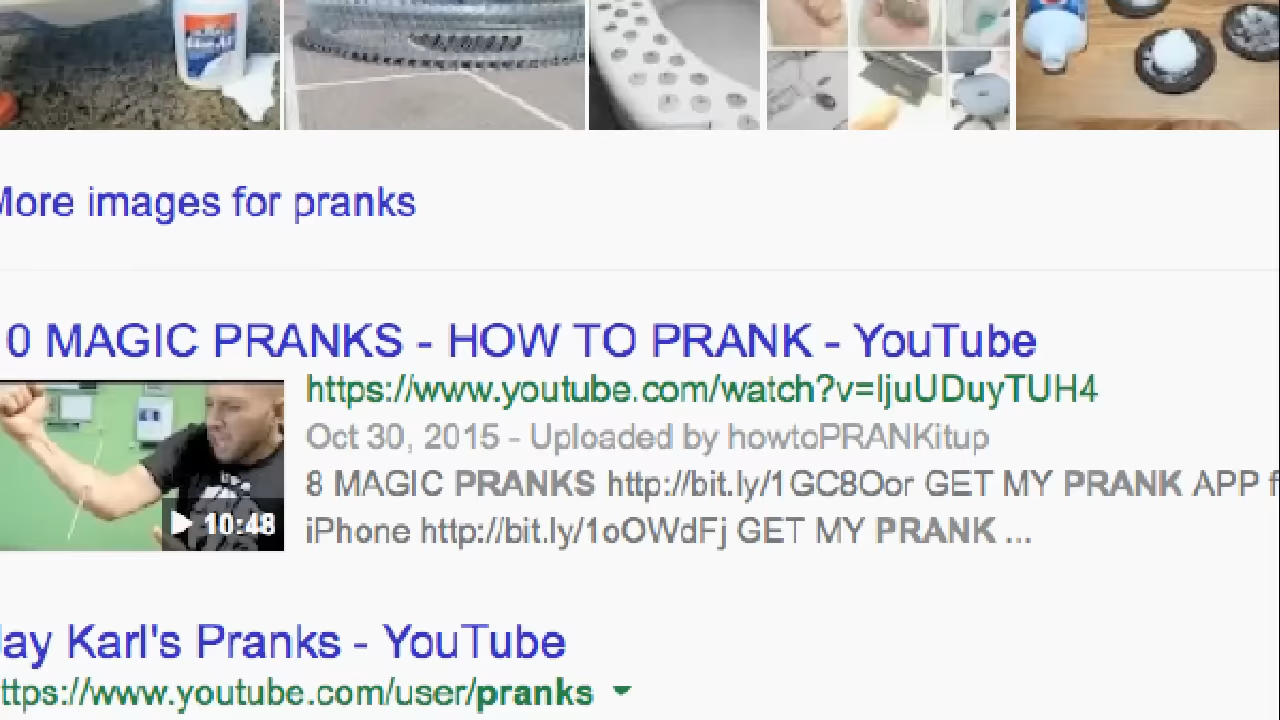 More images for pranks
0 MAGIC PRANKS - HOW TO PRANK - YouTube
https://www.youtube.com/watch?v=ljuUDuyTUH4
Oct 30, 2015 - Uploaded by howtoPRANKitup
8 MAGIC PRANKS http://bit.ly/1GC8Oor GET MY PRANK APP f
10:48
iPhone http://bit.ly/1oOWdFj GET MY PRANK ...
Jay Karl's Pranks - YouTube
ttps://www.youtube.com/user/pranks